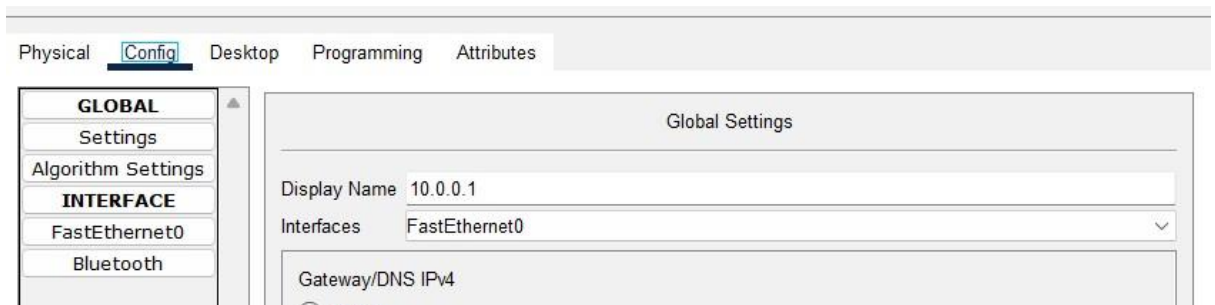 Physical Config Desktop Programming Attributes
GLOBAL
Settings
Algorithm Settings
INTERFACE
FastEthernet0
Bluetooth
Global Settings
Display Name 10.0.0.1
Interfaces FastEthernet0
Gateway/DNS IPv4